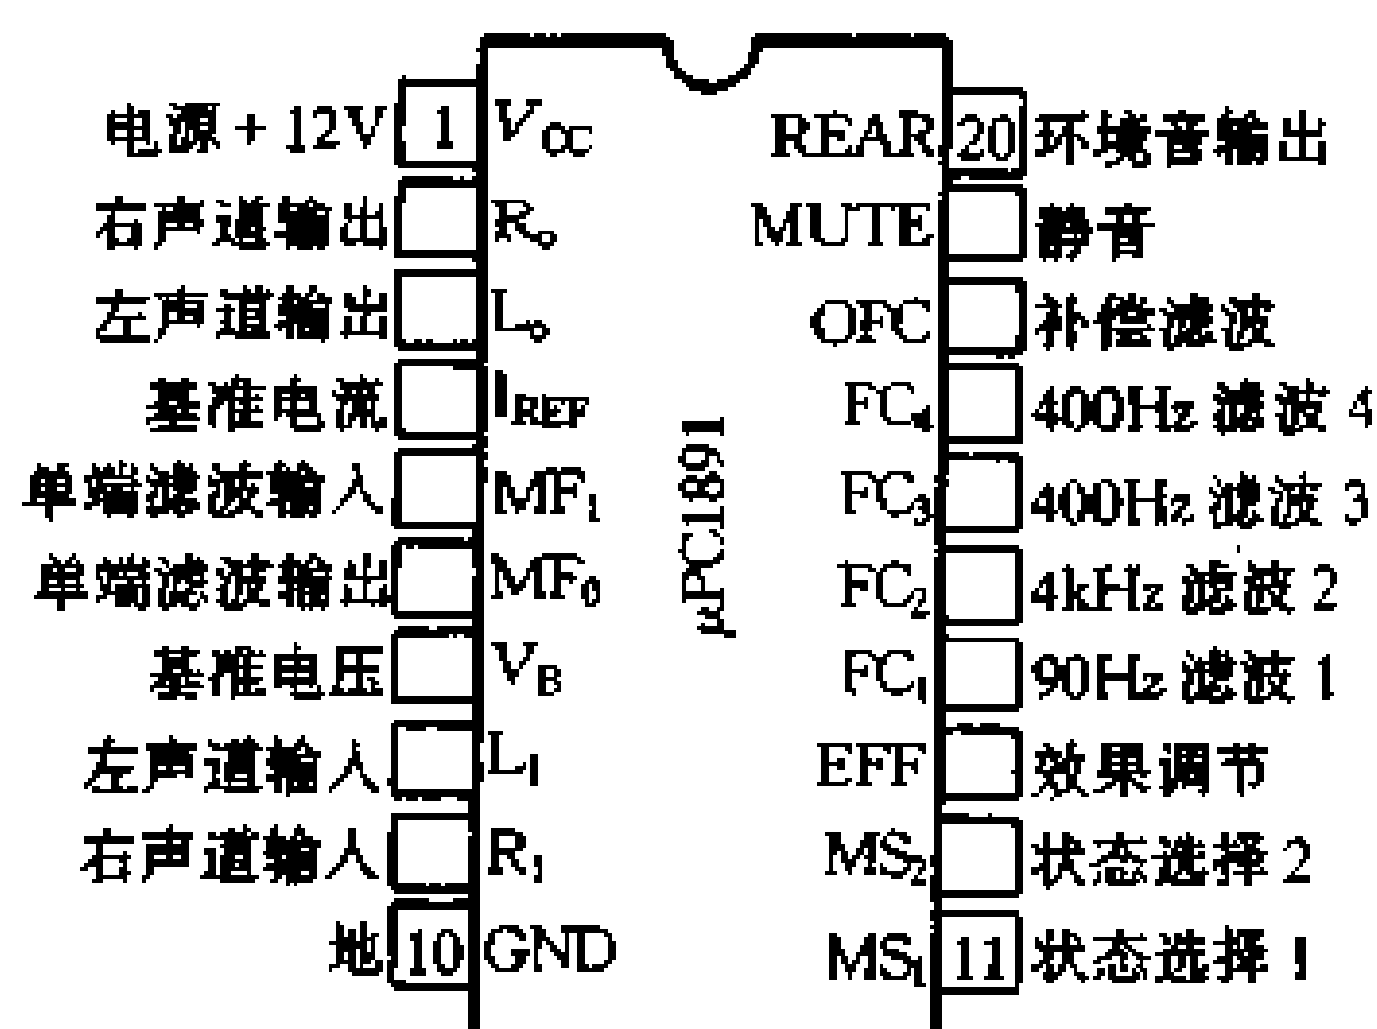 电源+12V 1 VCC REAR 20 环境音输出
右声道输出 Ro MUTE 静音
左声道输出 Lo OFC 补偿滤波
基准电流 IREF FC4 400Hz 滤波 4
单端滤波输入 MF1 FC3 400Hz 滤波 3
单端滤波输出 MF0 FC2 4kHz 滤波 2
基准电压 VB FC1 90Hz 滤波 1
左声道输入 L1 EFF 效果调节
右声道输入 R1 MS2 状态选择 2
地 10 GND MS1 11 状态选择 1
μPC1891